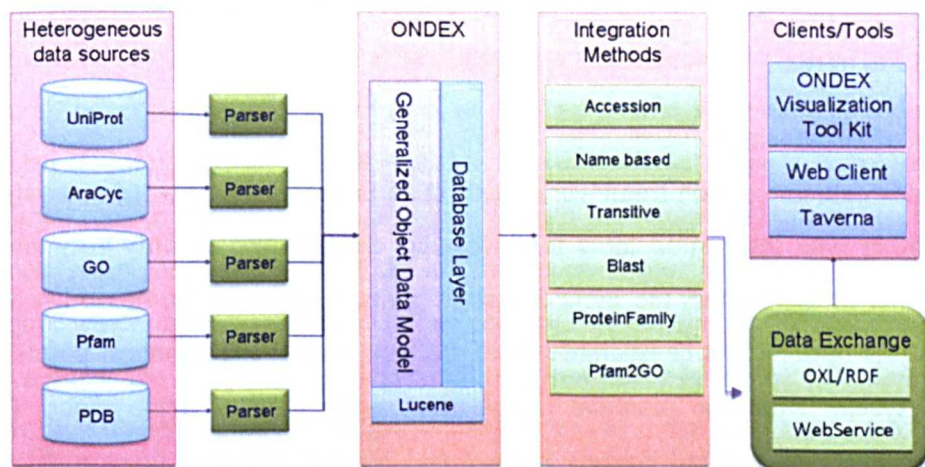 Heterogeneous
data sources
UniProt
AraCyc
GO
Pfam
PDB
Parser
Parser
Parser
Parser
Parser
ONDEX
Generalized Object Data Model
Database Layer
Lucene
Integration
Methods
Accession
Name based
Transitive
Blast
ProteinFamily
Pfam2GO
Clients/Tools
ONDEX
Visualization
Tool Kit
Web Client
Taverna
Data Exchange
OXL/RDF
WebService